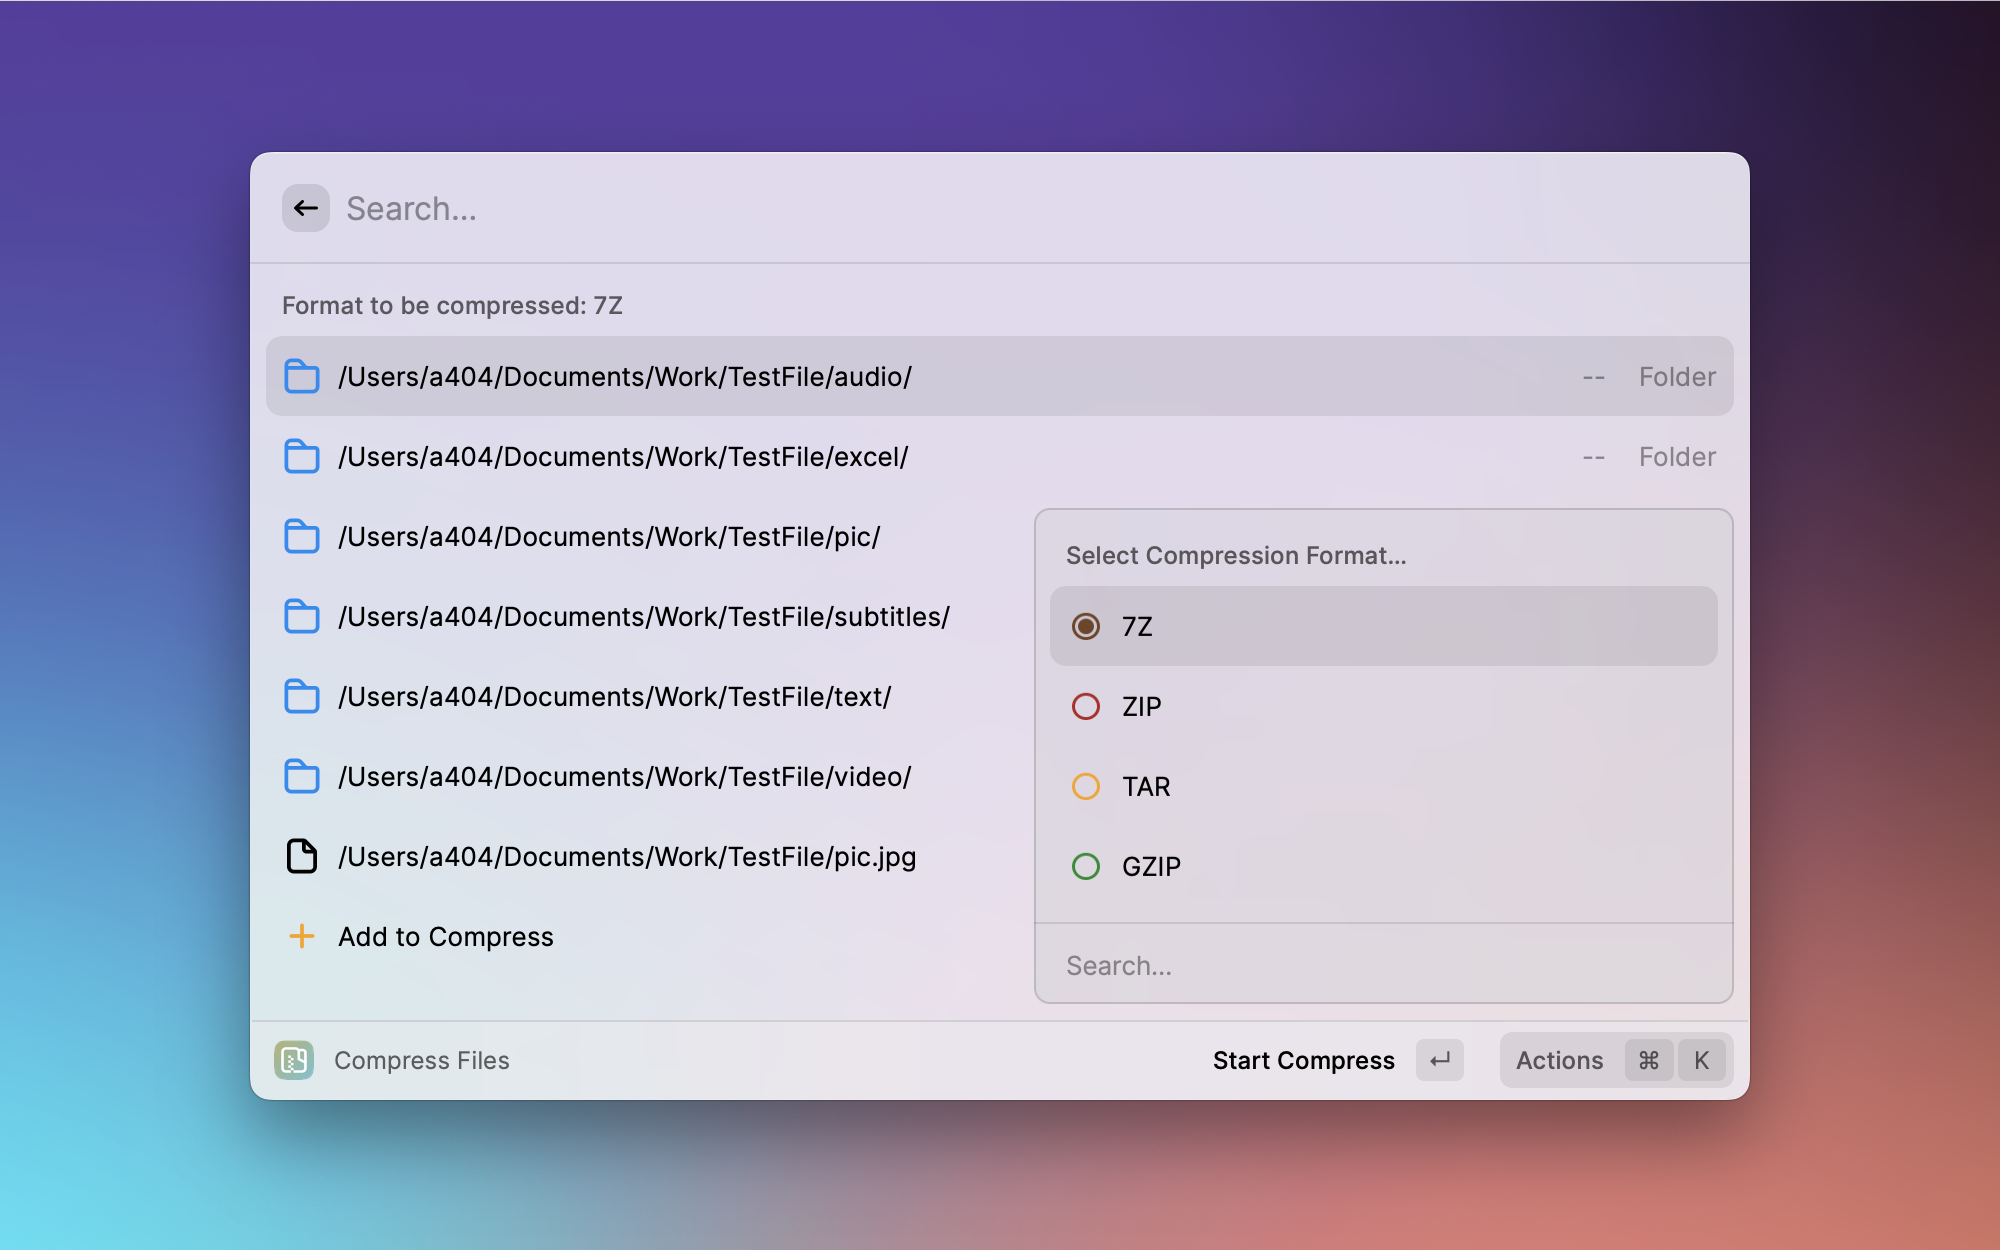 Search...
Format to be compressed: 7Z
/Users/a404/Documents/Work/TestFile/audio/ -- Folder
/Users/a404/Documents/Work/TestFile/excel/ -- Folder
/Users/a404/Documents/Work/TestFile/pic/
/Users/a404/Documents/Work/TestFile/subtitles/
/Users/a404/Documents/Work/TestFile/text/
/Users/a404/Documents/Work/TestFile/video/
/Users/a404/Documents/Work/TestFile/pic.jpg
Add to Compress
Select Compression Format...
7Z
ZIP
TAR
GZIP
Search...
Compress Files
Start Compress ↵
Actions ⌘ K